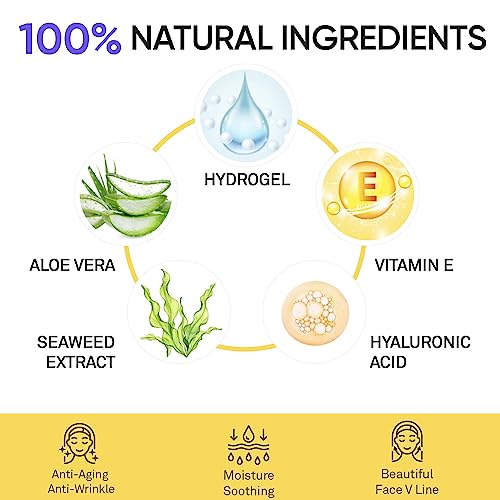 100% NATURAL INGREDIENTS
HYDROGEL
ALOE VERA
E
VITAMIN E
SEAWEED
EXTRACT
HYALURONIC
ACID
Anti-Aging
Anti-Wrinkle
Moisture
Soothing
Beautiful
Face V Line